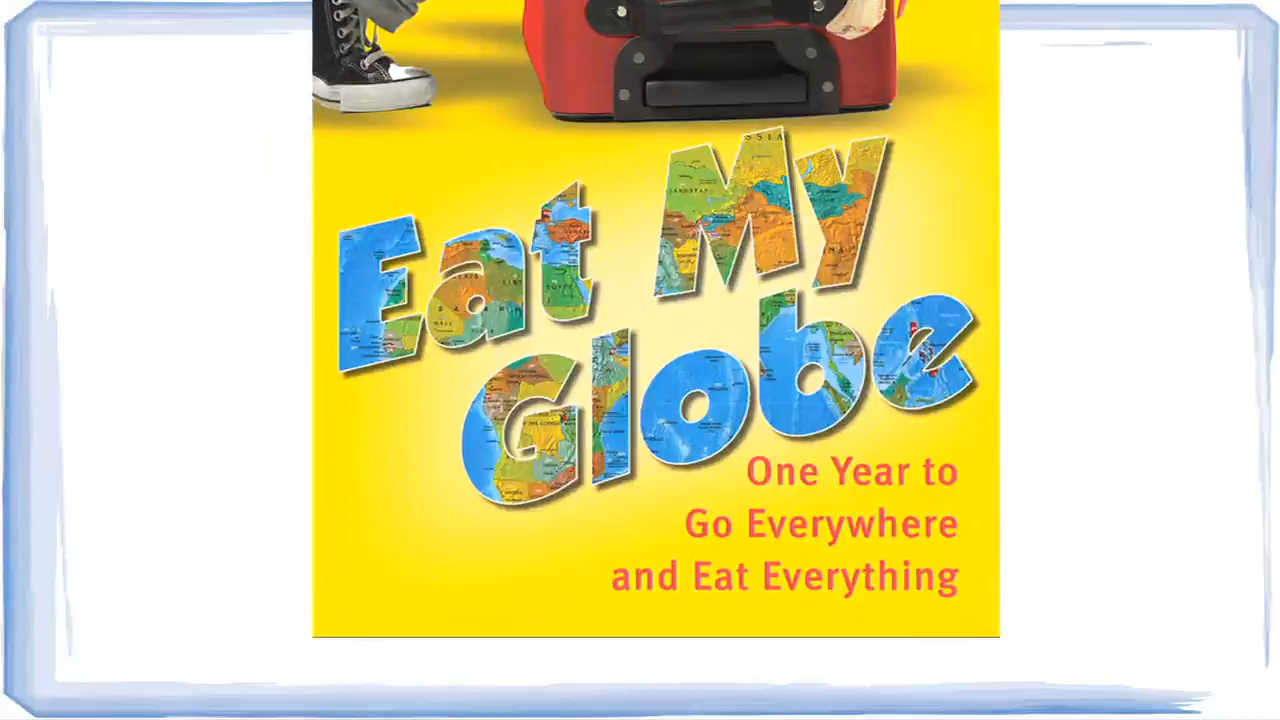 Eat My
Globe
One Year to
Go Everywhere
and Eat Everything